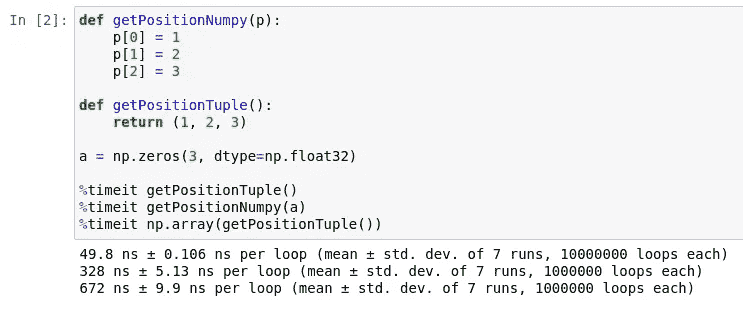 In [2]: def getPositionNumpy(p):
    p[0] = 1
    p[1] = 2
    p[2] = 3

def getPositionTuple():
    return (1, 2, 3)

a = np.zeros(3, dtype=np.float32)

%timeit getPositionTuple()
%timeit getPositionNumpy(a)
%timeit np.array(getPositionTuple())
49.8 ns ± 0.106 ns per loop (mean ± std. dev. of 7 runs, 10000000 loops each)
328 ns ± 5.13 ns per loop (mean ± std. dev. of 7 runs, 1000000 loops each)
672 ns ± 9.9 ns per loop (mean ± std. dev. of 7 runs, 1000000 loops each)